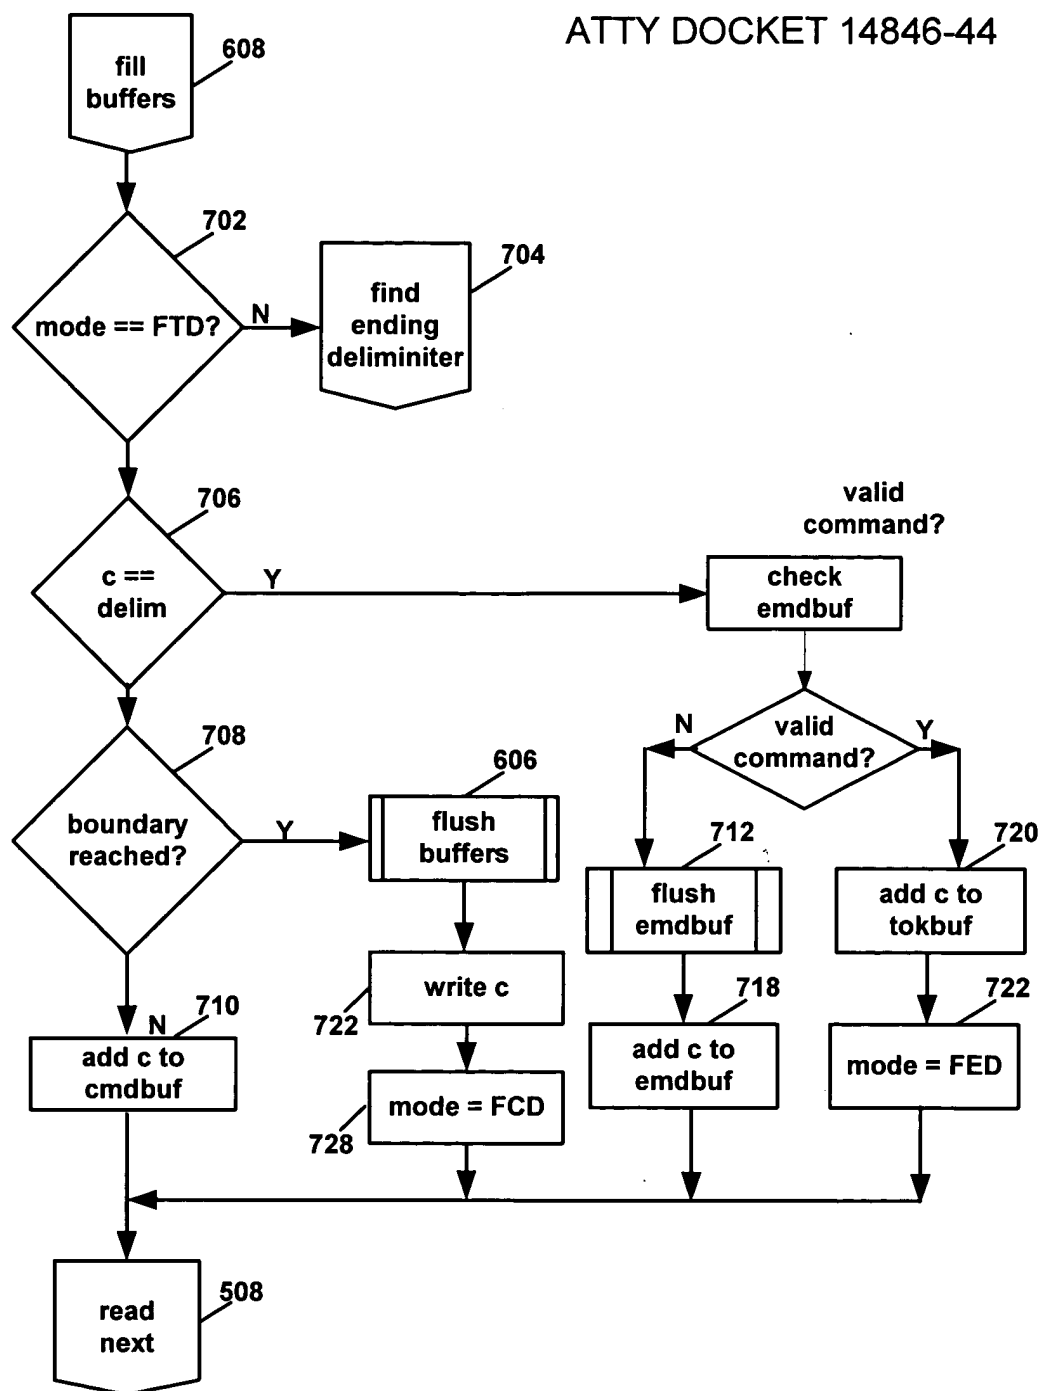 ATTY DOCKET 14846-44
fill
buffers
608
702
mode == FTD?
N
find
ending
deliminiter
704
706
c ==
delim
Y
valid
command?
check
emdbuf
N
valid
command?
Y
708
boundary
reached?
Y
606
flush
buffers
712
flush
emdbuf
720
add c to
tokbuf
write c
722
718
add c to
emdbuf
722
mode = FED
N
710
add c to
cmdbuf
mode = FCD
728
508
read
next